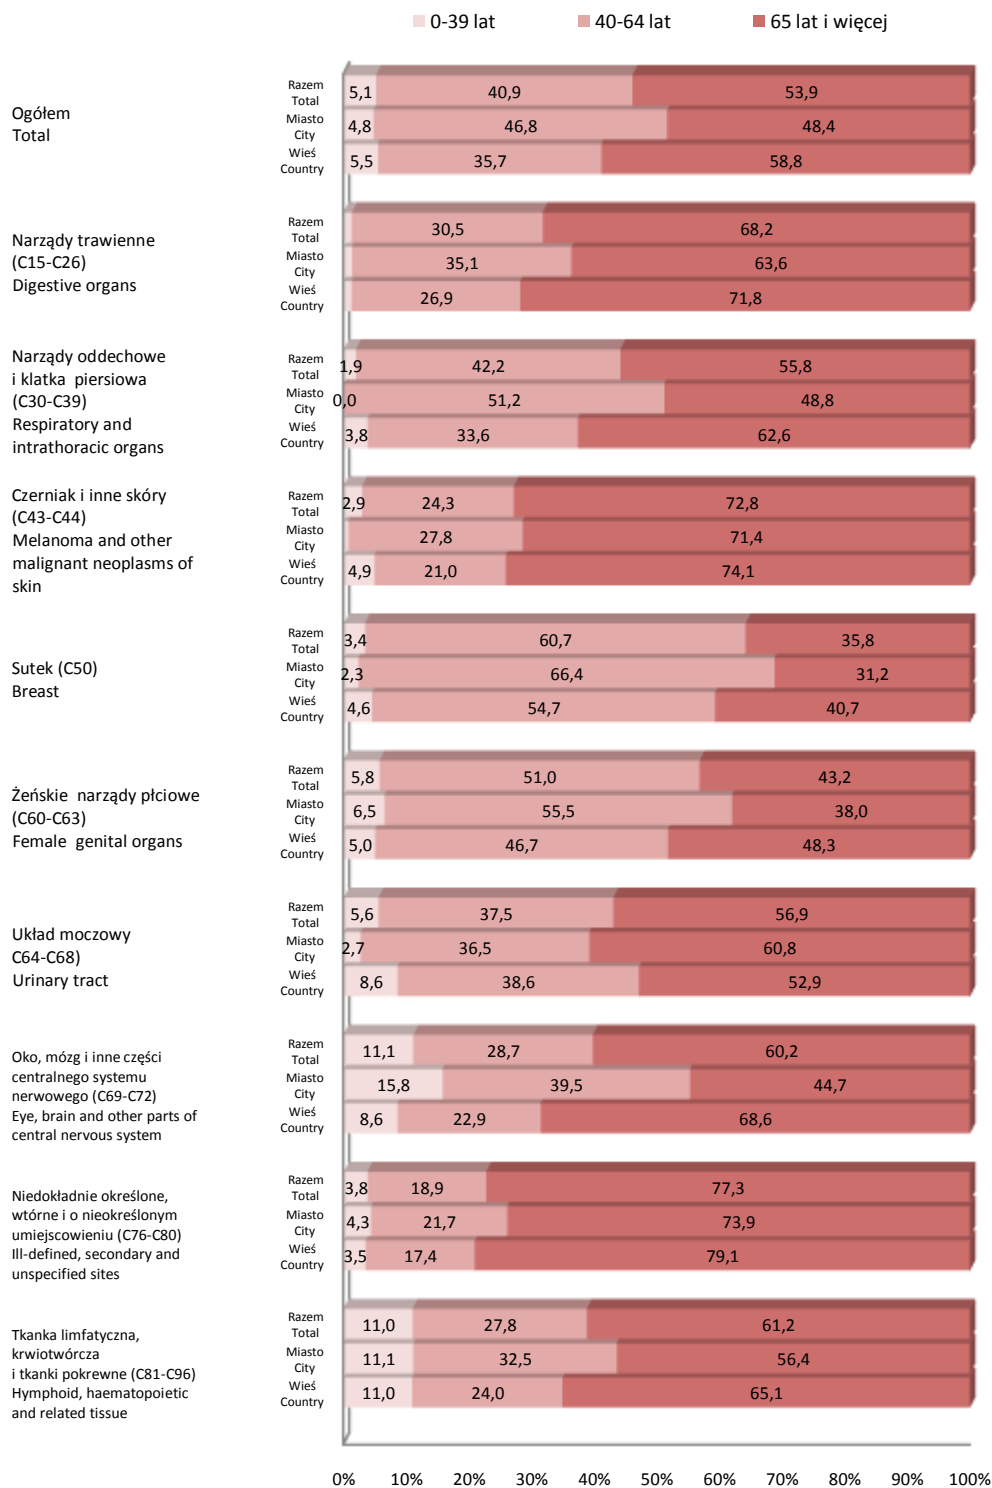 0-39 lat 40-64 lat 65 lat i więcej
Ogółem
Total
Razem
Total
5,1 40,9 53,9
Miasto
City
4,8 46,8 48,4
Wieś
Country
5,5 35,7 58,8
Narządy trawienne
(C15-C26)
Digestive organs
Razem
Total
30,5 68,2
Miasto
City
35,1 63,6
Wieś
Country
26,9 71,8
Narządy oddechowe
i klatka piersiowa
(C30-C39)
Respiratory and
intrathoracic organs
Razem
Total
1,9 42,2 55,8
Miasto
City
0,0 51,2 48,8
Wieś
Country
3,8 33,6 62,6
Czerniak i inne skóry
(C43-C44)
Melanoma and other
malignant neoplasms of
skin
Razem
Total
2,9 24,3 72,8
Miasto
City
27,8 71,4
Wieś
Country
4,9 21,0 74,1
Sutek (C50)
Breast
Razem
Total
3,4 60,7 35,8
Miasto
City
2,3 66,4 31,2
Wieś
Country
4,6 54,7 40,7
Żeńskie narządy płciowe
(C60-C63)
Female genital organs
Razem
Total
5,8 51,0 43,2
Miasto
City
6,5 55,5 38,0
Wieś
Country
5,0 46,7 48,3
Układ moczowy
C64-C68)
Urinary tract
Razem
Total
5,6 37,5 56,9
Miasto
City
2,7 36,5 60,8
Wieś
Country
8,6 38,6 52,9
Oko, mózg i inne części
centralnego systemu
nerwowego (C69-C72)
Eye, brain and other parts of
central nervous system
Razem
Total
11,1 28,7 60,2
Miasto
City
15,8 39,5 44,7
Wieś
Country
8,6 22,9 68,6
Niedokładnie określone,
wtórne i o nieokreślonym
umiejscowieniu (C76-C80)
Ill-defined, secondary and
unspecified sites
Razem
Total
3,8 18,9 77,3
Miasto
City
4,3 21,7 73,9
Wieś
Country
3,5 17,4 79,1
Tkanka limfatyczna,
krwiotwórcza
i tkanki pokrewne (C81-C96)
Hymphoid, haematopoietic
and related tissue
Razem
Total
11,0 27,8 61,2
Miasto
City
11,1 32,5 56,4
Wieś
Country
11,0 24,0 65,1
0% 10% 20% 30% 40% 50% 60% 70% 80% 90% 100%